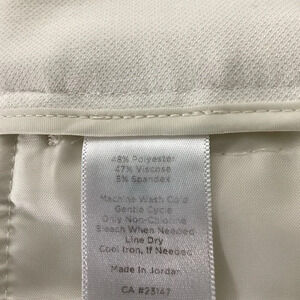 48% Polyester
47% Viscose
5% Spandex
Machine Wash Cold
Gentle Cycle
Only Non-Chlorine
Bleach When Needed
Line Dry
Cool Iron, If Needed
Made In Jordan
CA #23147